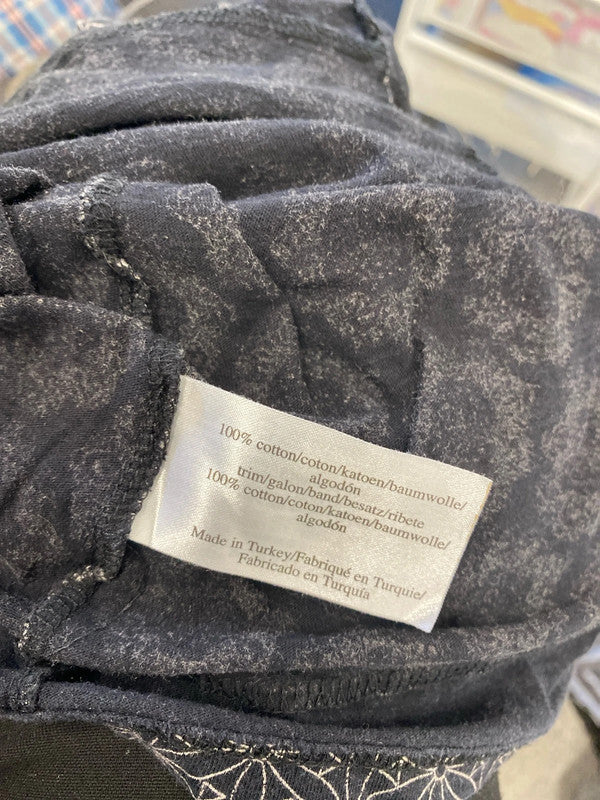 100% cotton/coton/katoen/baumwolle/
algodón
trim/galon/band/besatz/ribete
100% cotton/coton/katoen/baumwolle/
algodón
Made in Turkey/Fabriqué en Turquie/
Fabricado en Turquía